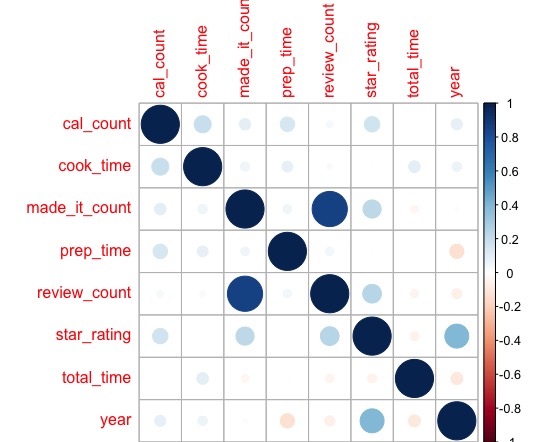 cal_count
cook_time
prep_time
review_count
star_rating
total_time
year
cal_count
cook_time
made_it_count
prep_time
review_count
star_rating
total_time
year
1
0.8
0.6
0.4
0.2
0
-0.2
-0.4
-0.6
-0.8